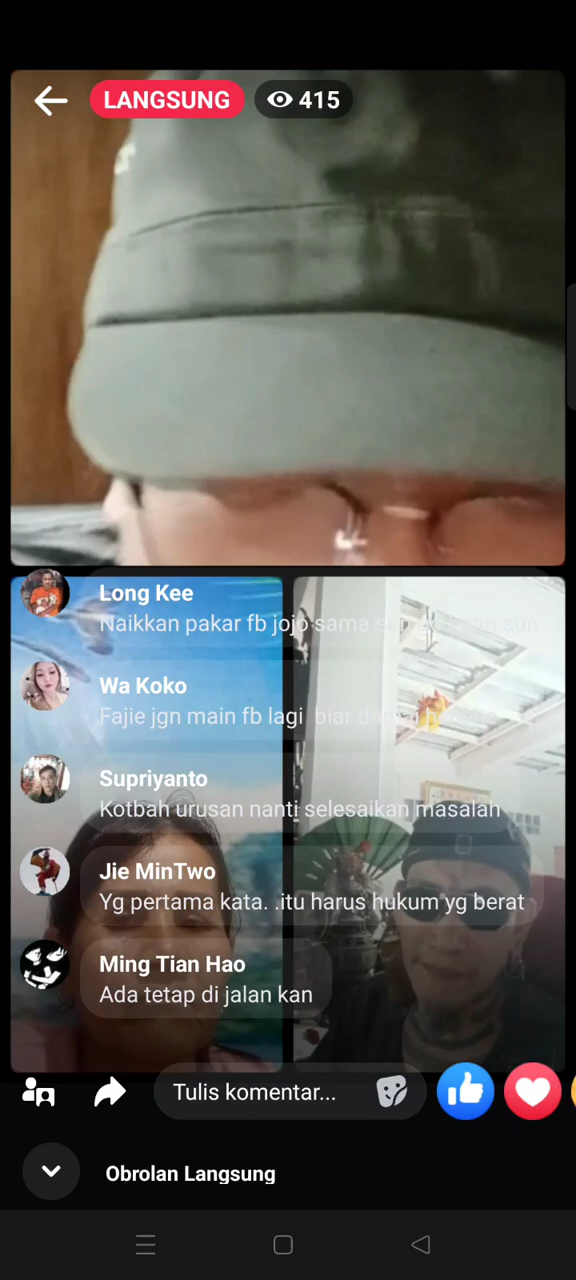 LANGSUNG
415
Long Kee
Naikkan pakar fb jojo sama
Wa Koko
Fajie jgn main fb lagi biar
Supriyanto
Kotbah urusan nanti selesaikan masalah
Jie MinTwo
Yg pertama kata. .itu harus hukum yg berat
Ming Tian Hao
Ada tetap di jalan kan
Tulis komentar...
Obrolan Langsung